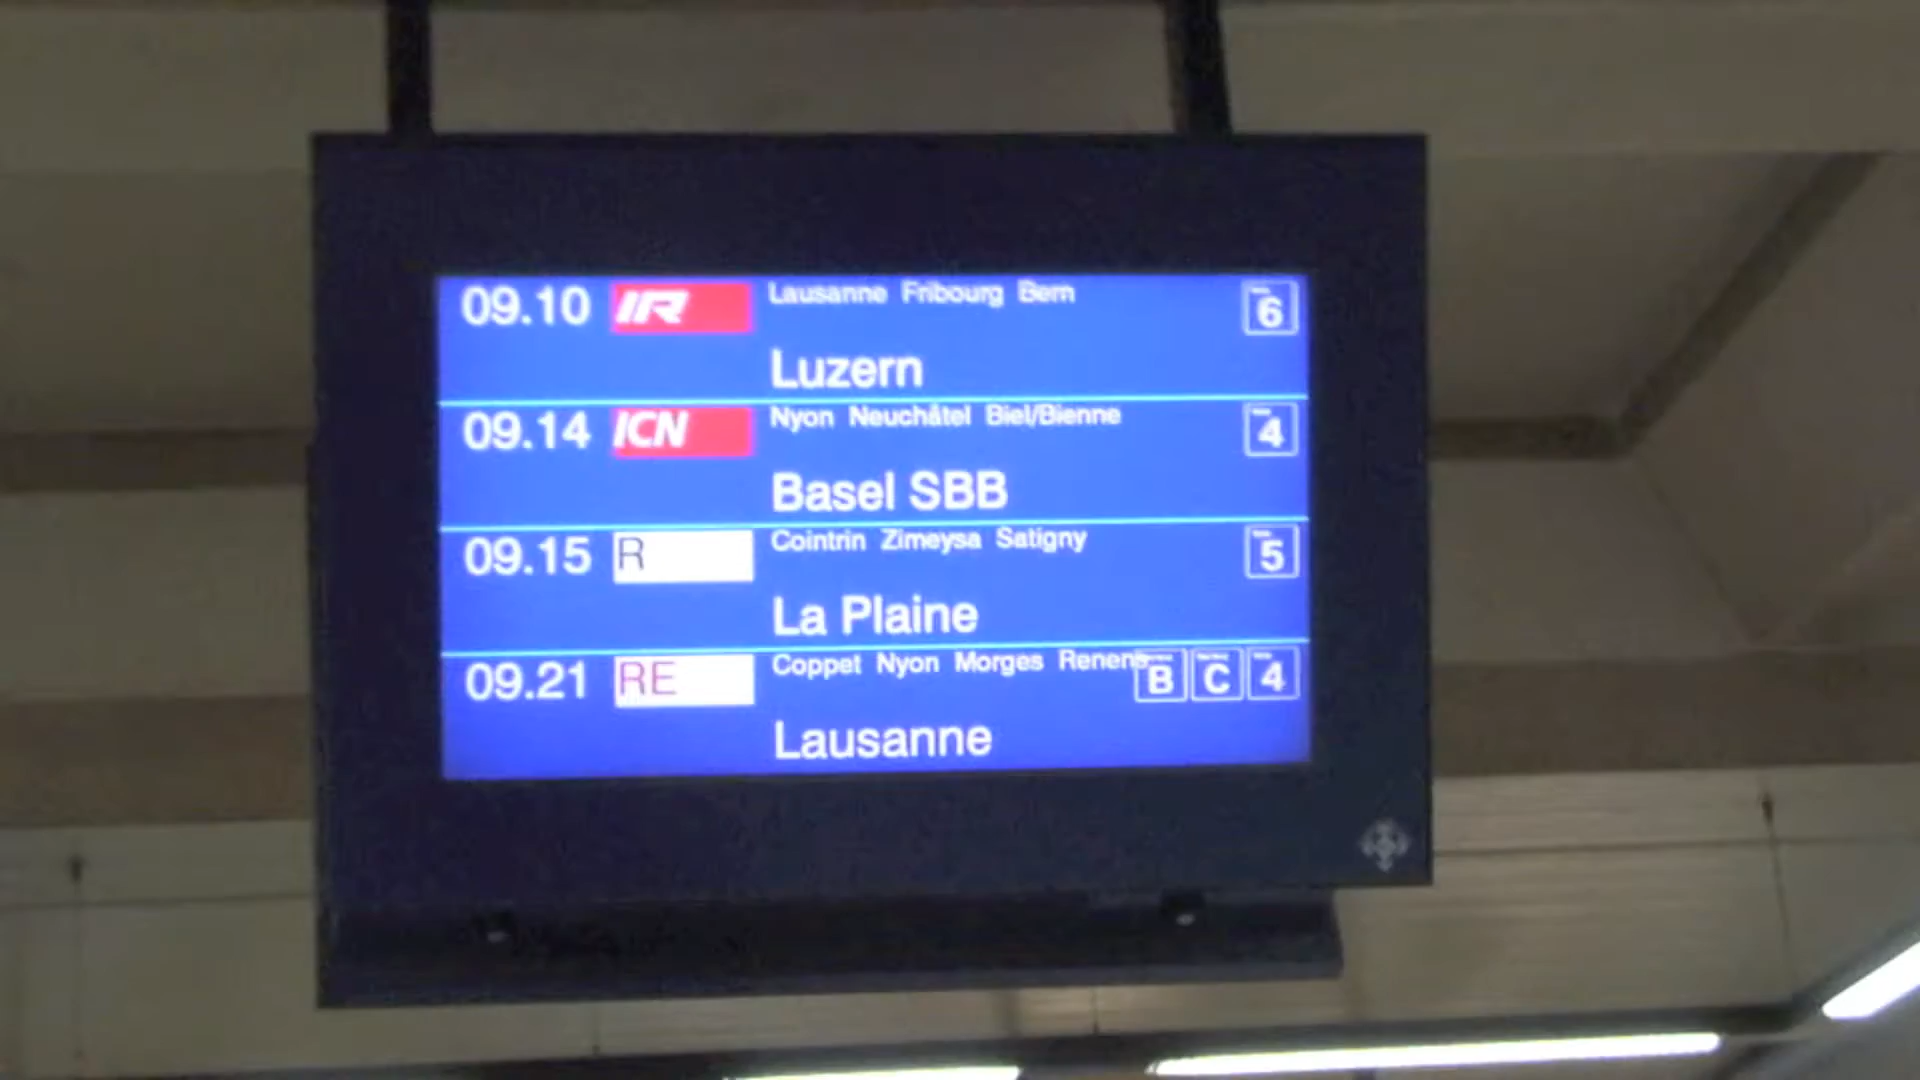 09.10 IR Lausanne Fribourg Bern 6
Luzern
09.14 ICN Nyon Neuchâtel Biel/Bienne 4
Basel SBB
09.15 R Cointrin Zimeysa Satigny 5
La Plaine
09.21 RE Coppet Nyon Morges Renens B C 4
Lausanne